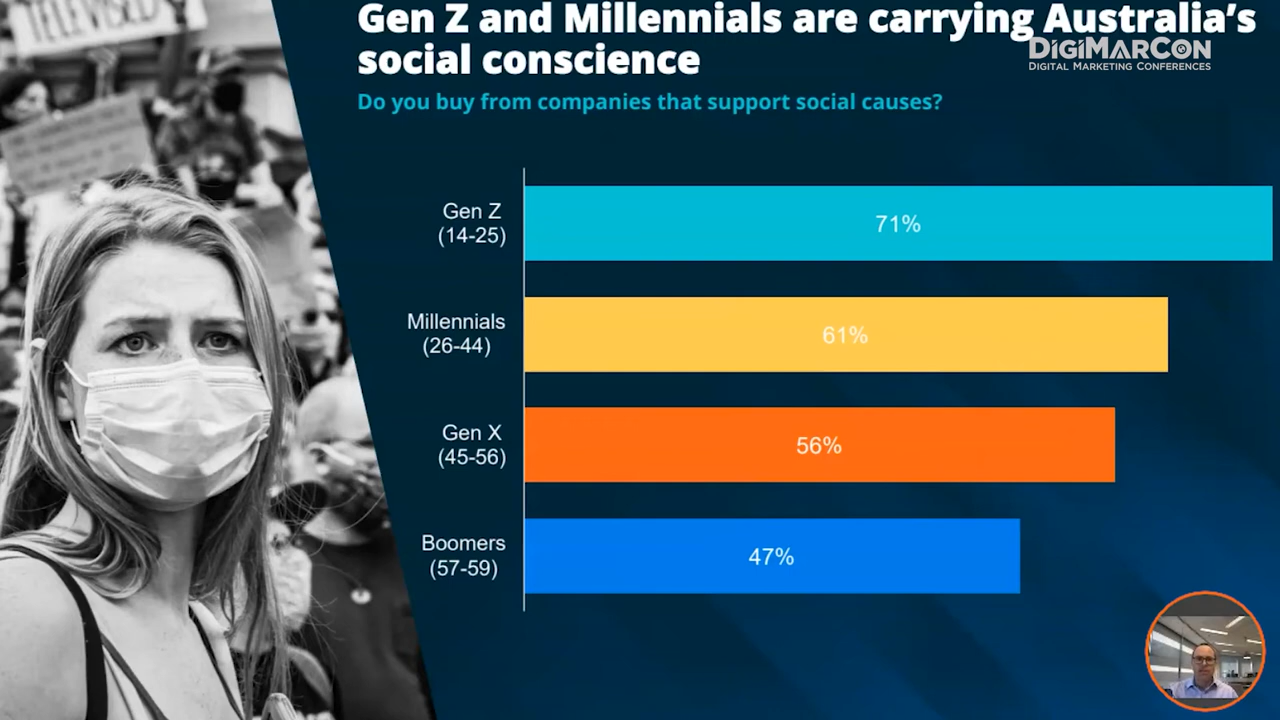 TELEVISED
Gen Z and Millennials are carrying Australia's
social conscience
DIGIMARCON
DIGITAL MARKETING CONFERENCES
Do you buy from companies that support social causes?
Gen Z
(14-25)
71%
Millennials
(26-44)
61%
Gen X
(45-56)
56%
Boomers
(57-59)
47%